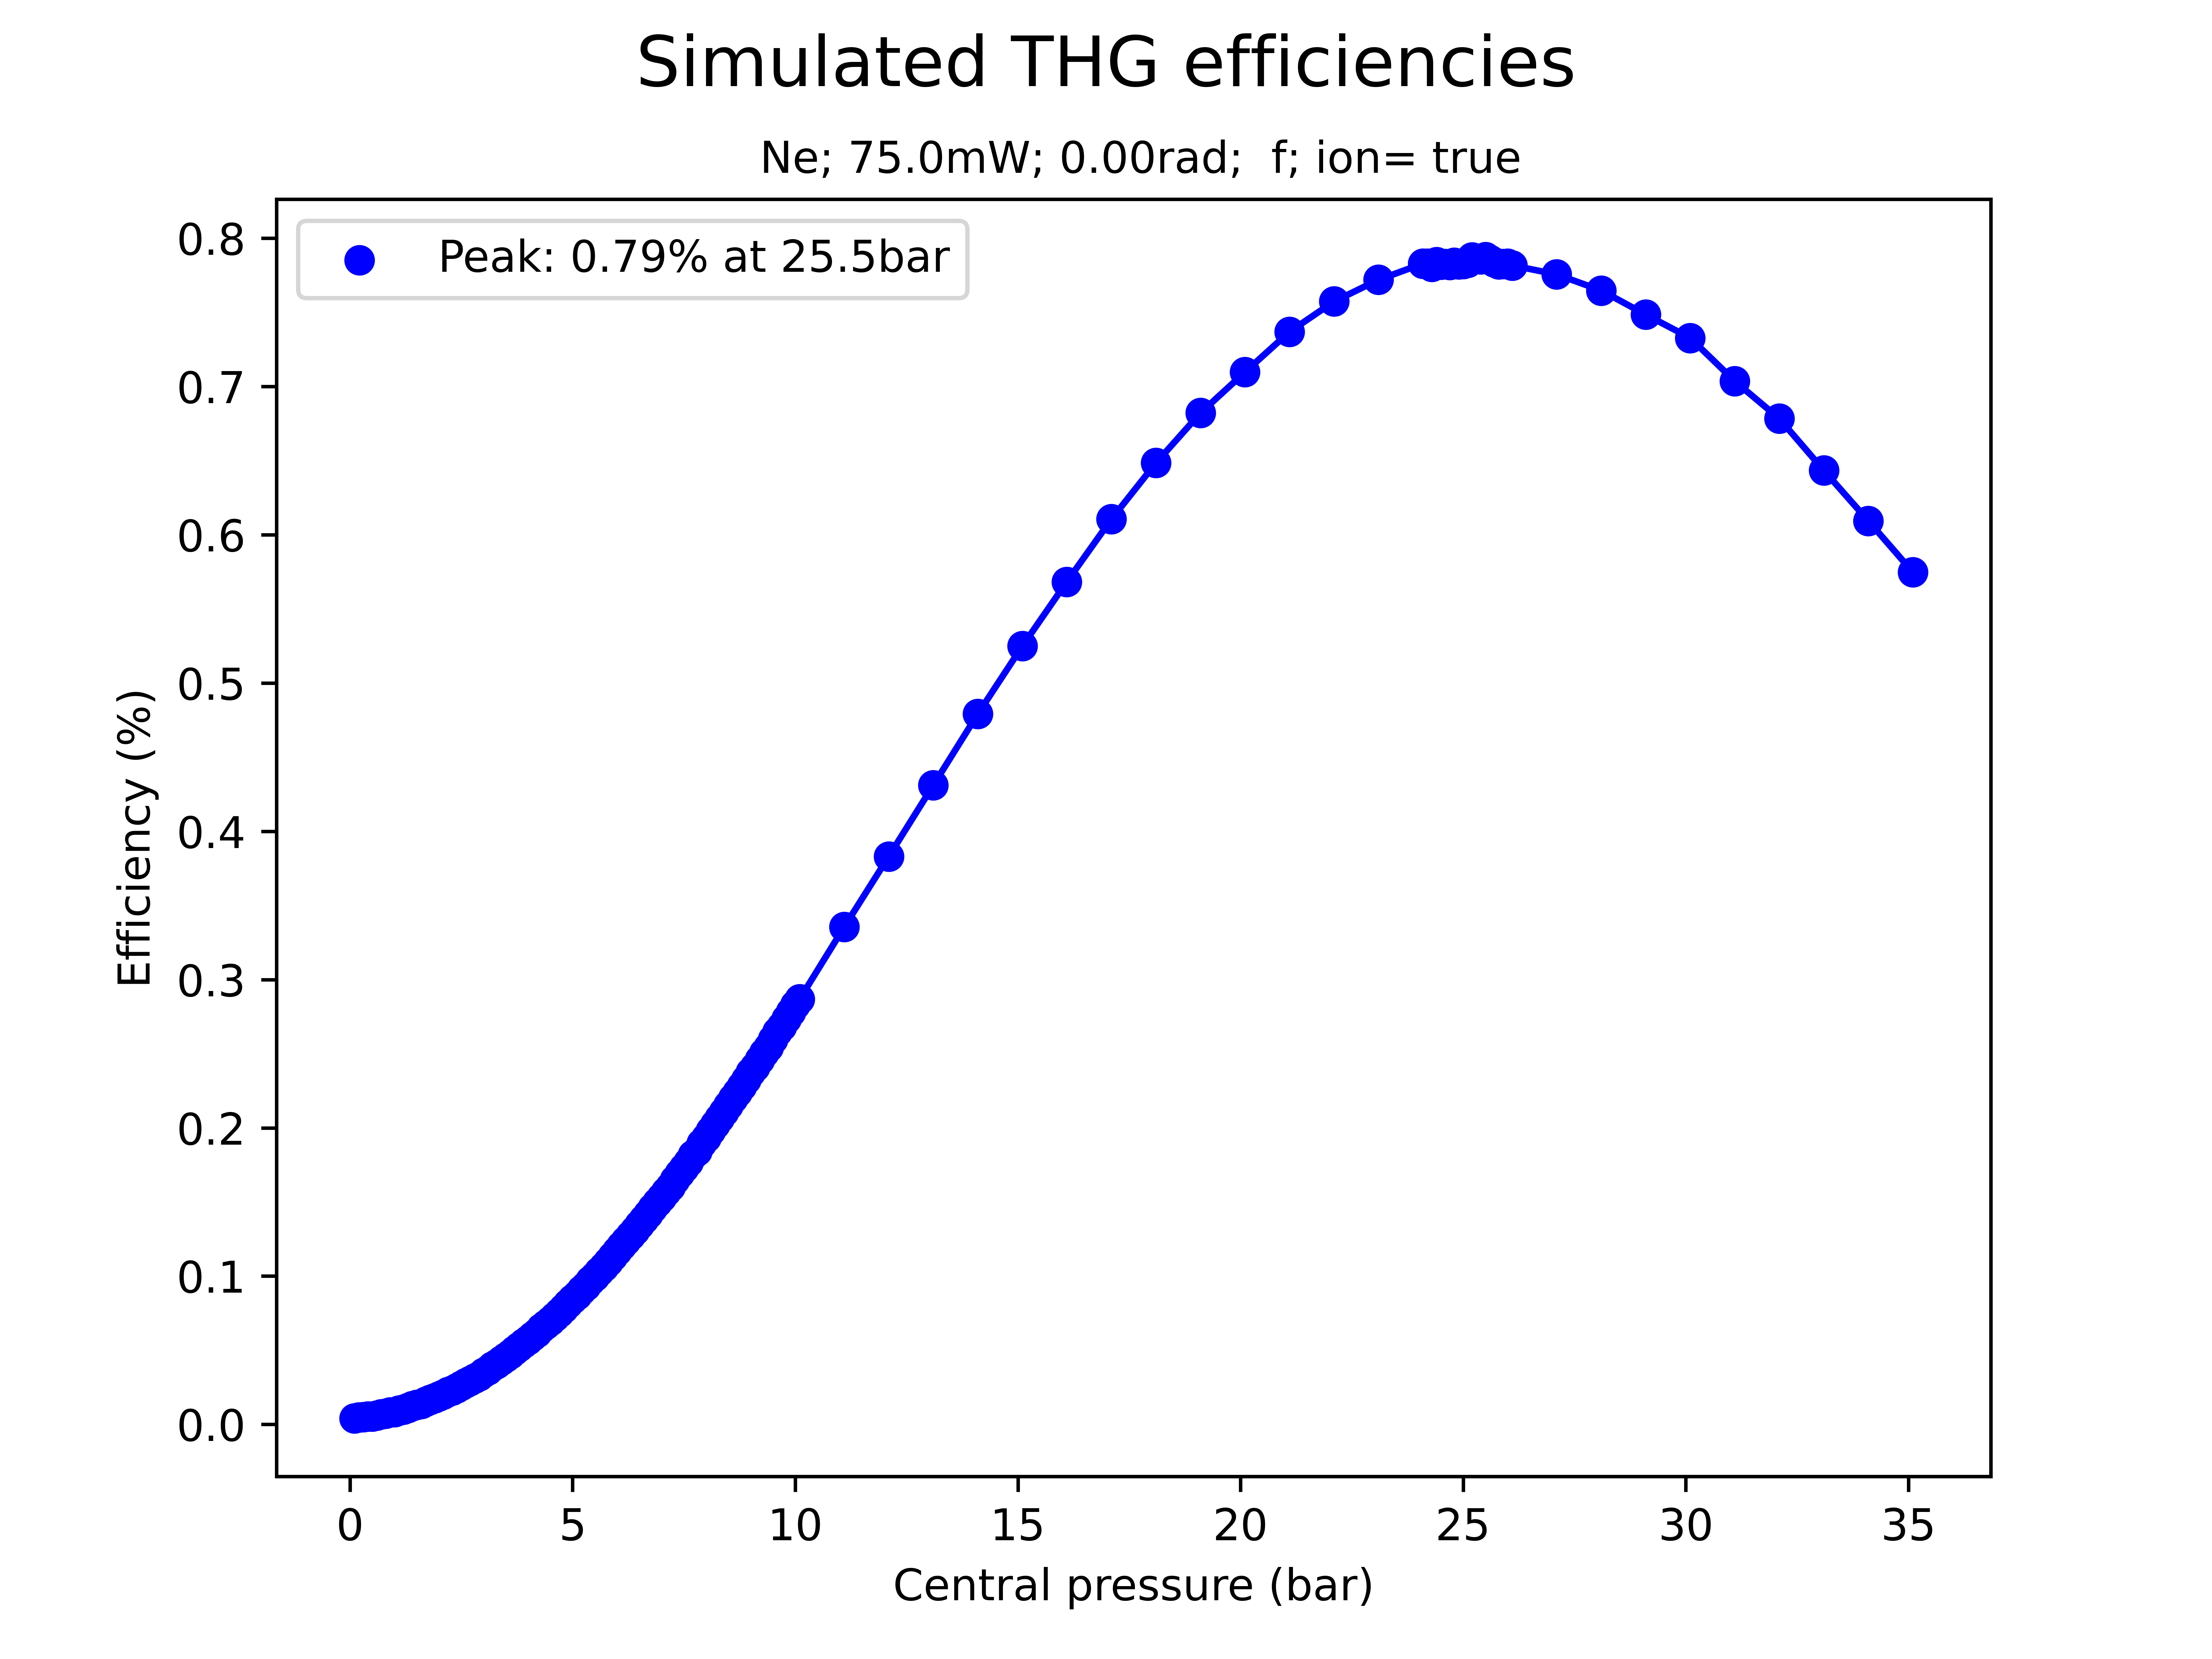 Simulated THG efficiencies
Ne; 75.0mW; 0.00rad;  f; ion= true
Peak: 0.79% at 25.5bar
Efficiency (%)
0.8
0.7
0.6
0.5
0.4
0.3
0.2
0.1
0.0
0 5 10 15 20 25 30 35
Central pressure (bar)